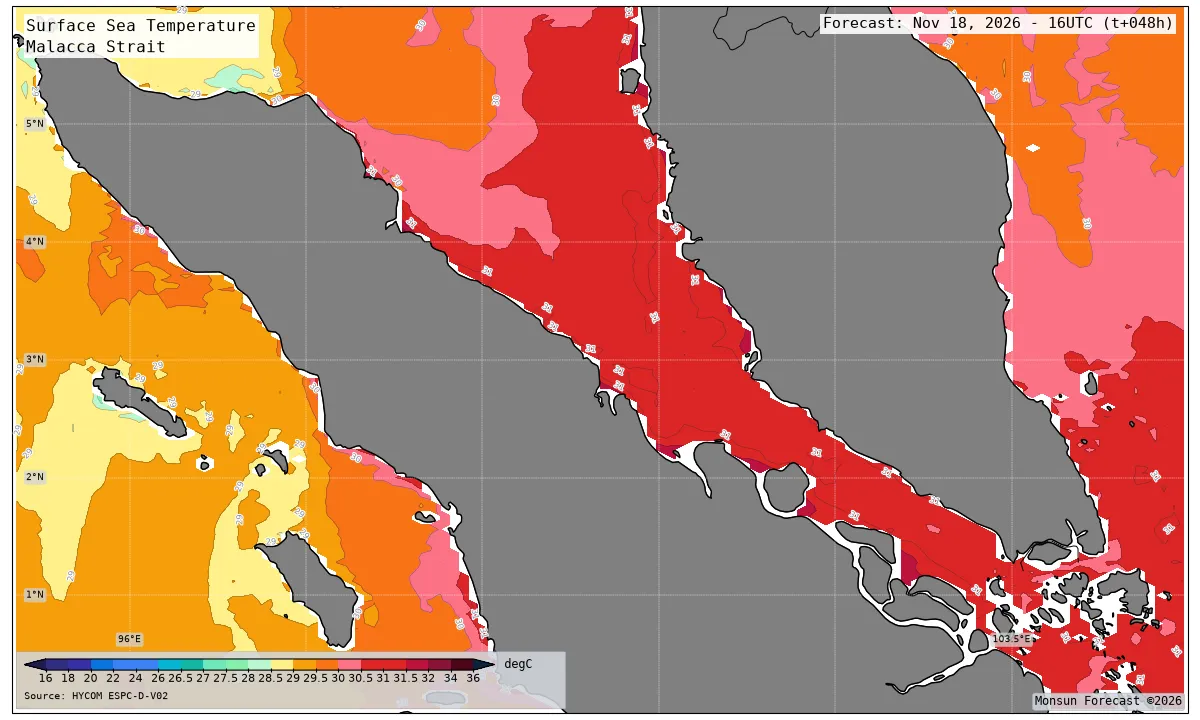 Surface Sea Temperature
Malacca Strait
Forecast: Nov 18, 2026 - 16UTC (t+048h)
5°N
4°N
3°N
2°N
1°N
96°E
103.5°E
degC
16 18 20 22 24 26 26.5 27 27.5 28 28.5 29 29.5 30 30.5 31 31.5 32 34 36
Source: HYCOM ESPC-D-V02
Monsun Forecast ©2026